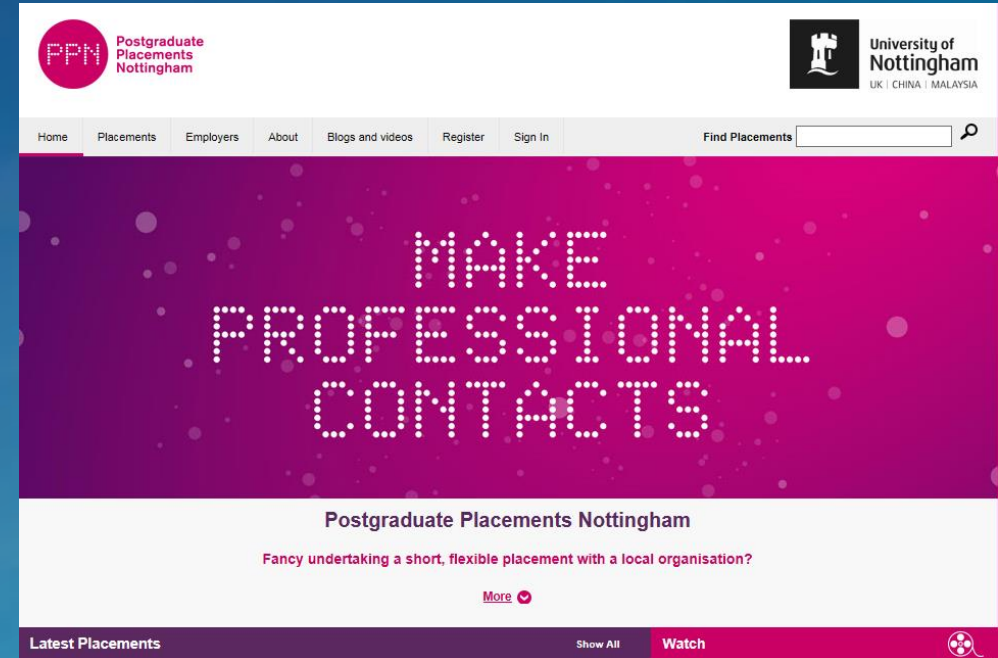 PPN
Postgraduate
Placements
Nottingham
University of
Nottingham
UK | CHINA | MALAYSIA
Home Placements Employers About Blogs and videos Register Sign In Find Placements
MAKE
PROFESSIONAL
CONTACTS
Postgraduate Placements Nottingham
Fancy undertaking a short, flexible placement with a local organisation?
More
Latest Placements Show All Watch